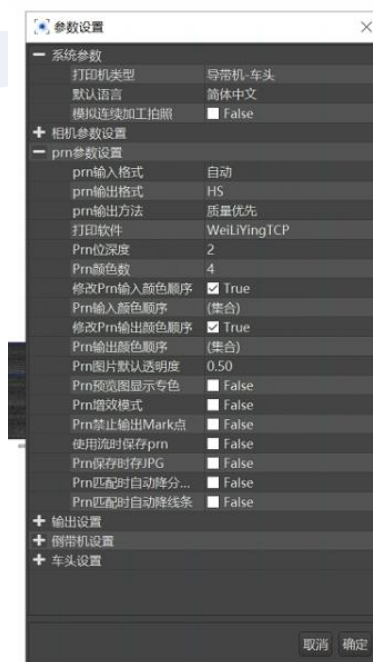 参数设置
系统参数
打印机类型 导带机-车头
默认语言 简体中文
模拟连续加工拍照 False
相机参数设置
prn参数设置
prn输入格式 自动
prn输出格式 HS
prn输出方法 质量优先
打印软件 WeiLiYingTCP
Prn位深度 2
Prn颜色数 4
修改Prn输入颜色顺序 True
Prn输入颜色顺序 (集合)
修改Prn输出颜色顺序 True
Prn输出颜色顺序 (集合)
Prn图片默认透明度 0.50
Prn预览图显示专色 False
Prn增效模式 False
Prn禁止输出Mark点 False
使用流时保存prn False
Prn保存时存JPG False
Prn匹配时自动降分... False
Prn匹配时自动降线条 False
输出设置
倒带机设置
车头设置
取消 确定